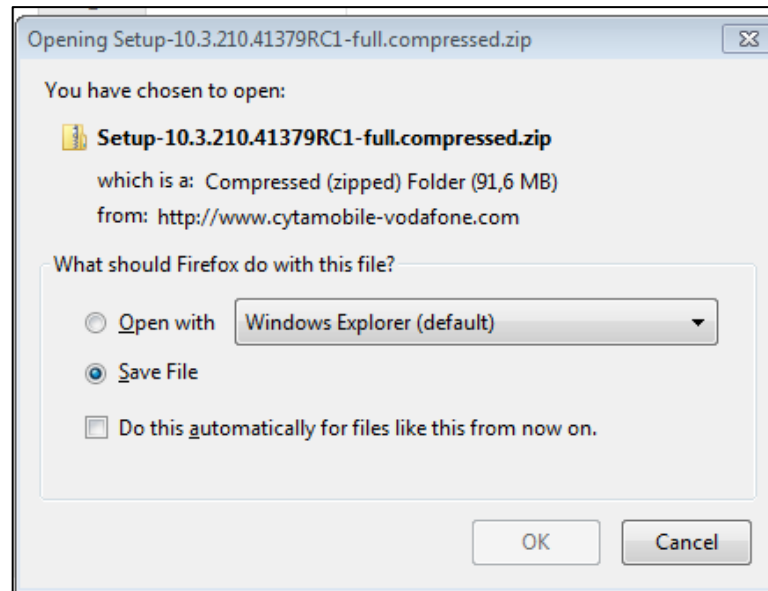 Opening Setup-10.3.210.41379RC1-full.compressed.zip
You have chosen to open:
Setup-10.3.210.41379RC1-full.compressed.zip
which is a: Compressed (zipped) Folder (91,6 MB)
from: http://www.cytamobile-vodafone.com
What should Firefox do with this file?
Open with Windows Explorer (default)
Save File
Do this automatically for files like this from now on.
OK Cancel